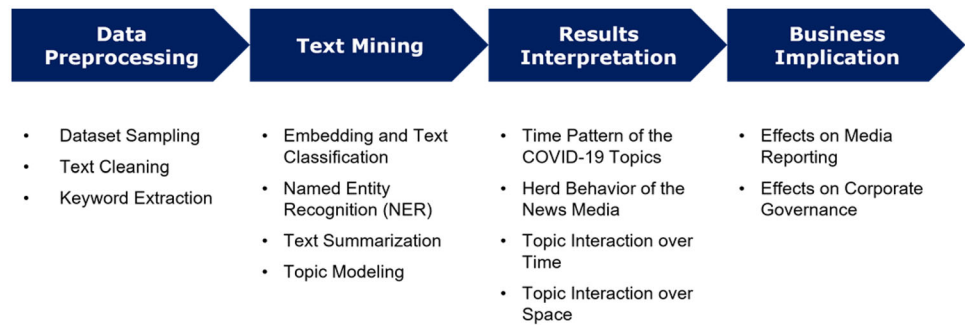 Data
Preprocessing
Text Mining
Results
Interpretation
Business
Implication
• Dataset Sampling
• Text Cleaning
• Keyword Extraction
• Embedding and Text
Classification
• Named Entity
Recognition (NER)
• Text Summarization
• Topic Modeling
• Time Pattern of the
COVID-19 Topics
• Herd Behavior of the
News Media
• Topic Interaction over
Time
• Topic Interaction over
Space
• Effects on Media
Reporting
• Effects on Corporate
Governance